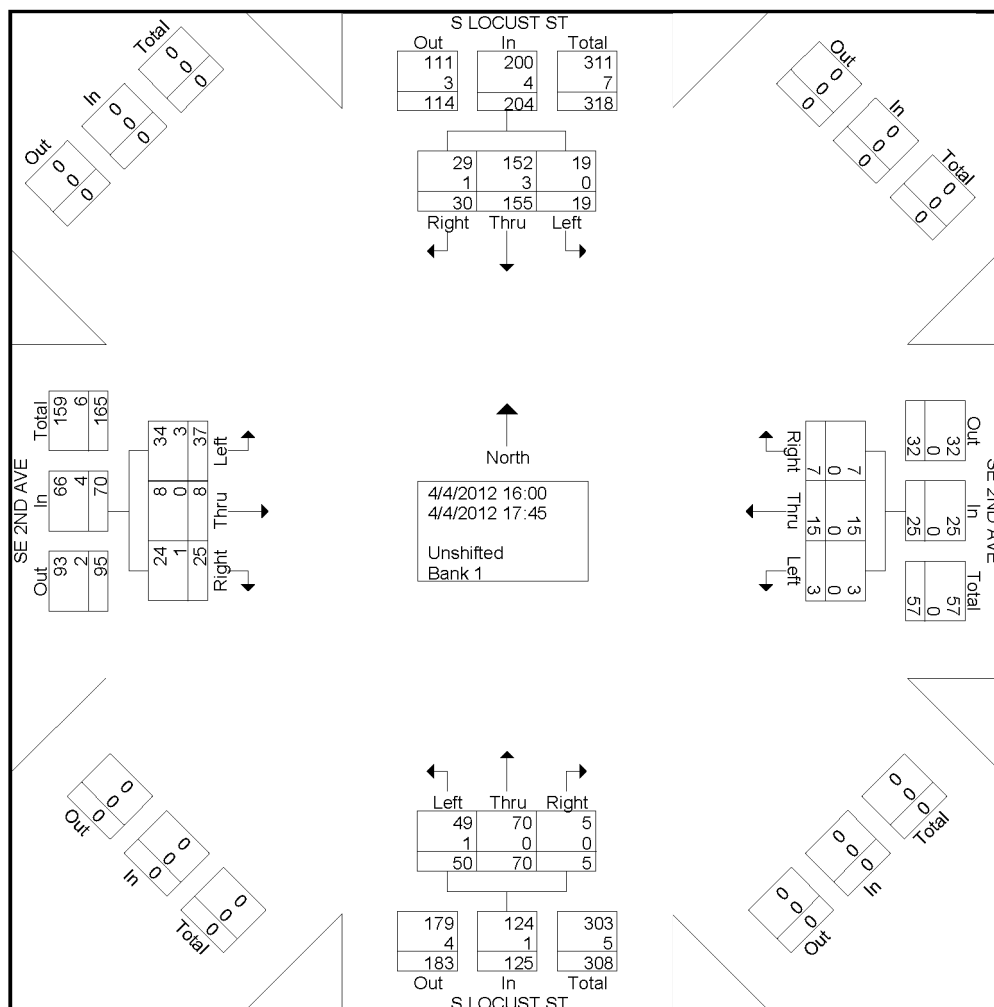 S LOCUST ST
Out In Total
111 200 311
3 4 7
114 204 318
29 152 19
1 3 0
30 155 19
Right Thru Left
Total
0 0 0
In
0 0 0
Out
0 0 0
Out
0 0 0
In
0 0 0
Total
0 0 0
SE 2ND AVE
Total
159 6 165
In
66 4 70
Out
93 2 95
Left
34 3 37
Thru
8 0 8
Right
24 1 25
North
4/4/2012 16:00
4/4/2012 17:45
Unshifted
Bank 1
Right
7 0 7
Thru
15 0 15
Left
3 0 3
SE 2ND AVE
Out
32 0 32
In
25 0 25
Total
57 0 57
Out
0 0 0
In
0 0 0
Total
0 0 0
Left Thru Right
49 70 5
1 0 0
50 70 5
179 124 303
4 1 5
183 125 308
Out In Total
S LOCUST ST
Total
0 0 0
In
0 0 0
Out
0 0 0